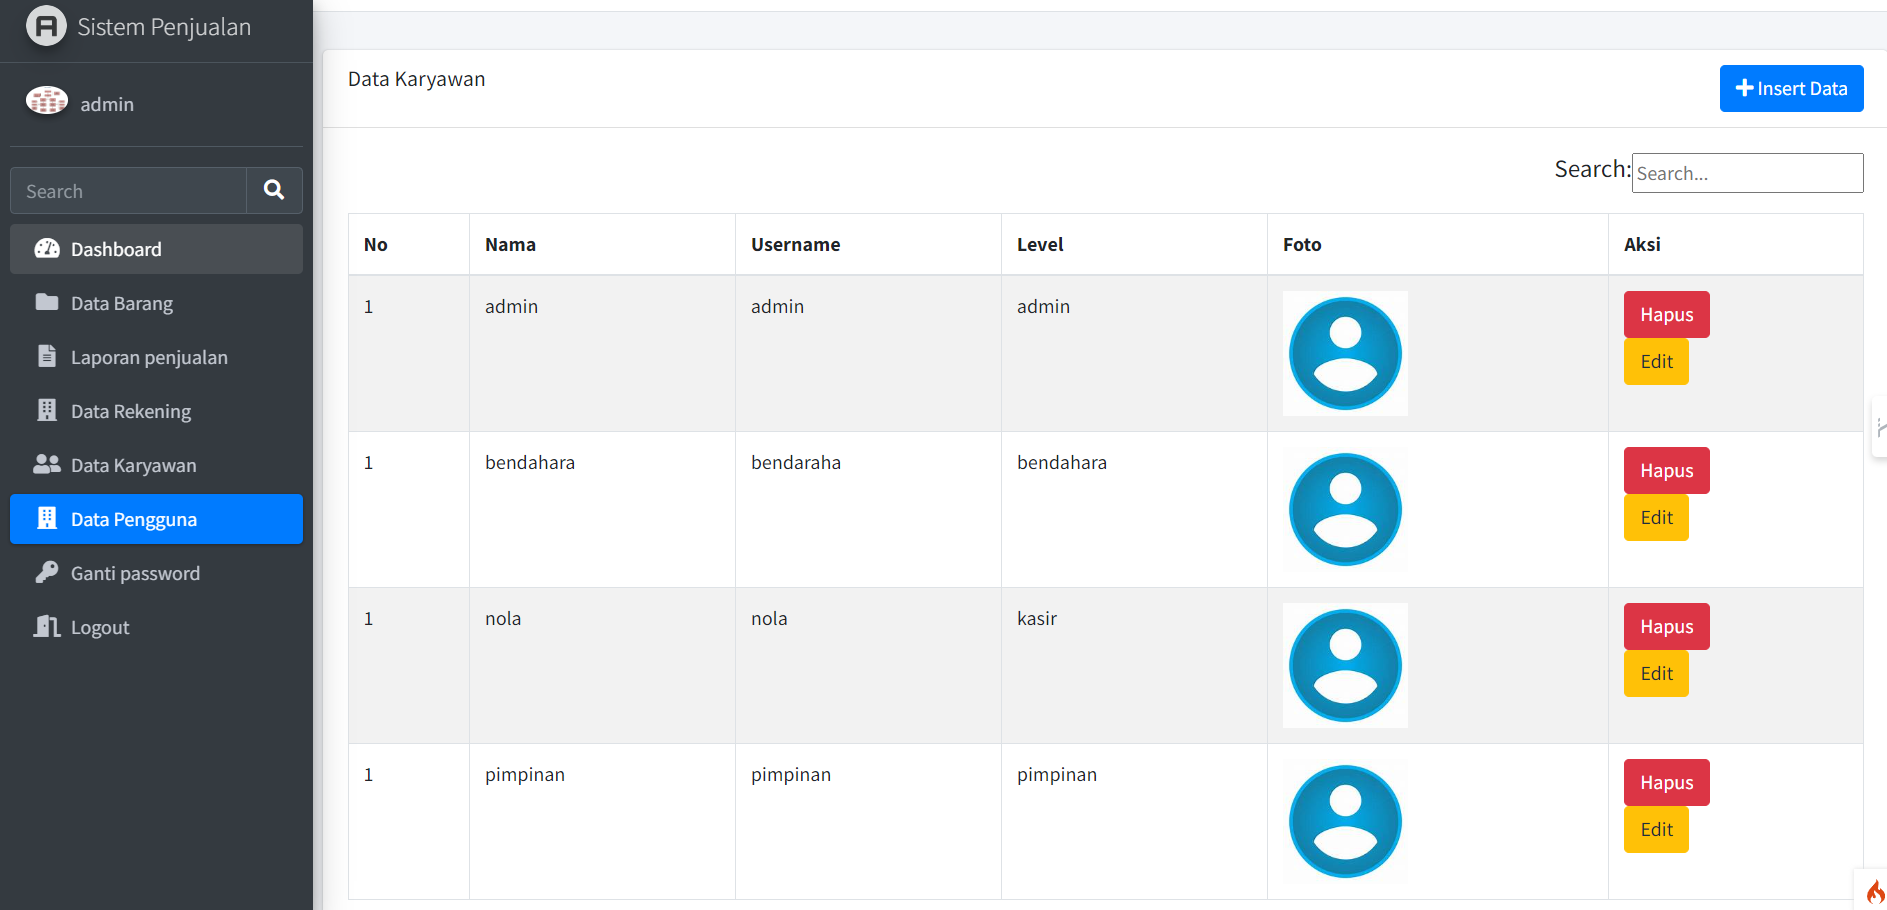 Sistem Penjualan
admin
Search
Dashboard
Data Barang
Laporan penjualan
Data Rekening
Data Karyawan
Data Pengguna
Ganti password
Logout
Data Karyawan
Insert Data
Search: Search...
No Nama Username Level Foto Aksi
1 admin admin admin Hapus
Edit
1 bendahara bendaraha bendahara Hapus
Edit
1 nola nola kasir Hapus
Edit
1 pimpinan pimpinan pimpinan Hapus
Edit